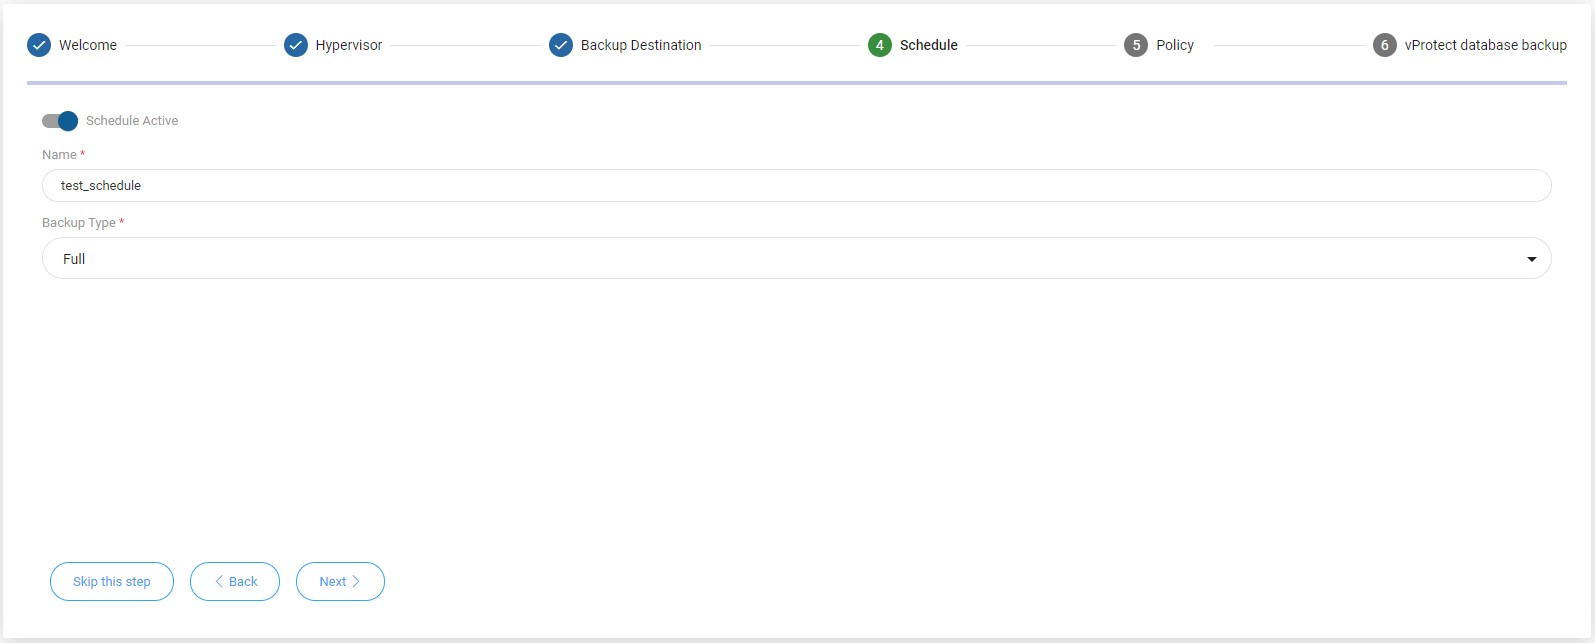 Welcome Hypervisor Backup Destination 4 Schedule 5 Policy 6 vProtect database backup
Schedule Active
Name *
test_schedule
Backup Type *
Full
Skip this step Back Next